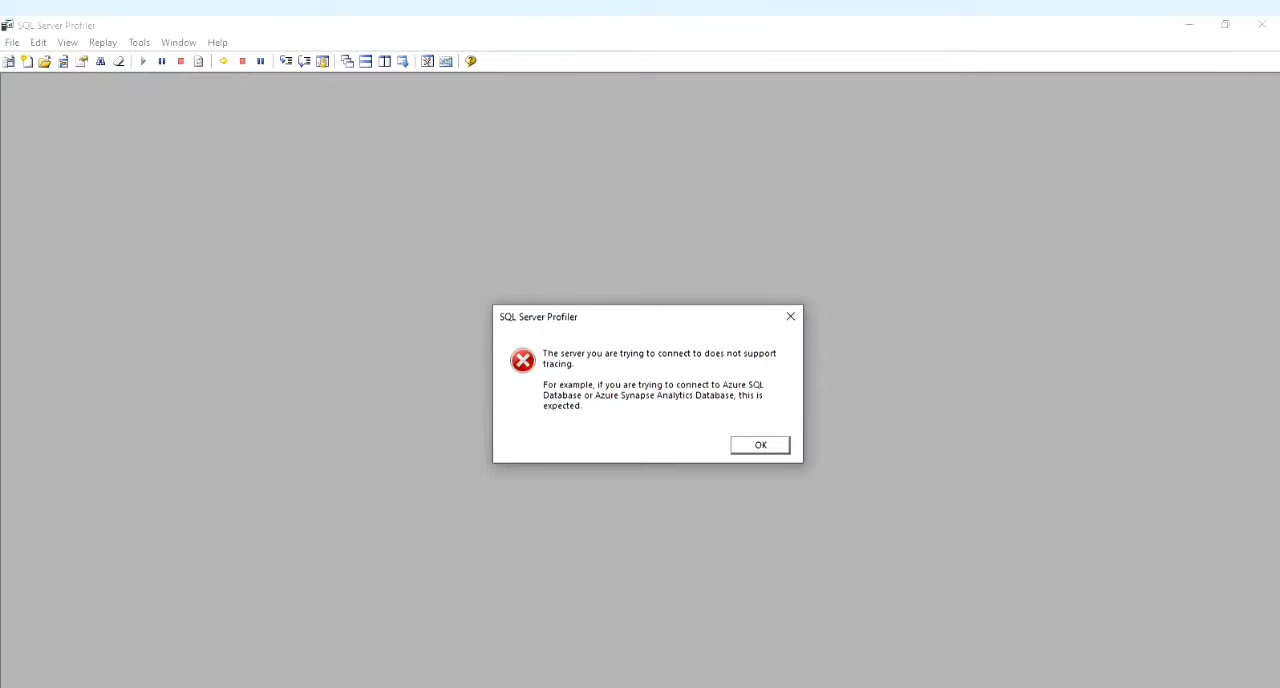 SQL Server Profiler
File Edit View Replay Tools Window Help
SQL Server Profiler
The server you are trying to connect to does not support
tracing.
For example, if you are trying to connect to Azure SQL
Database or Azure Synapse Analytics Database, this is
expected.
OK